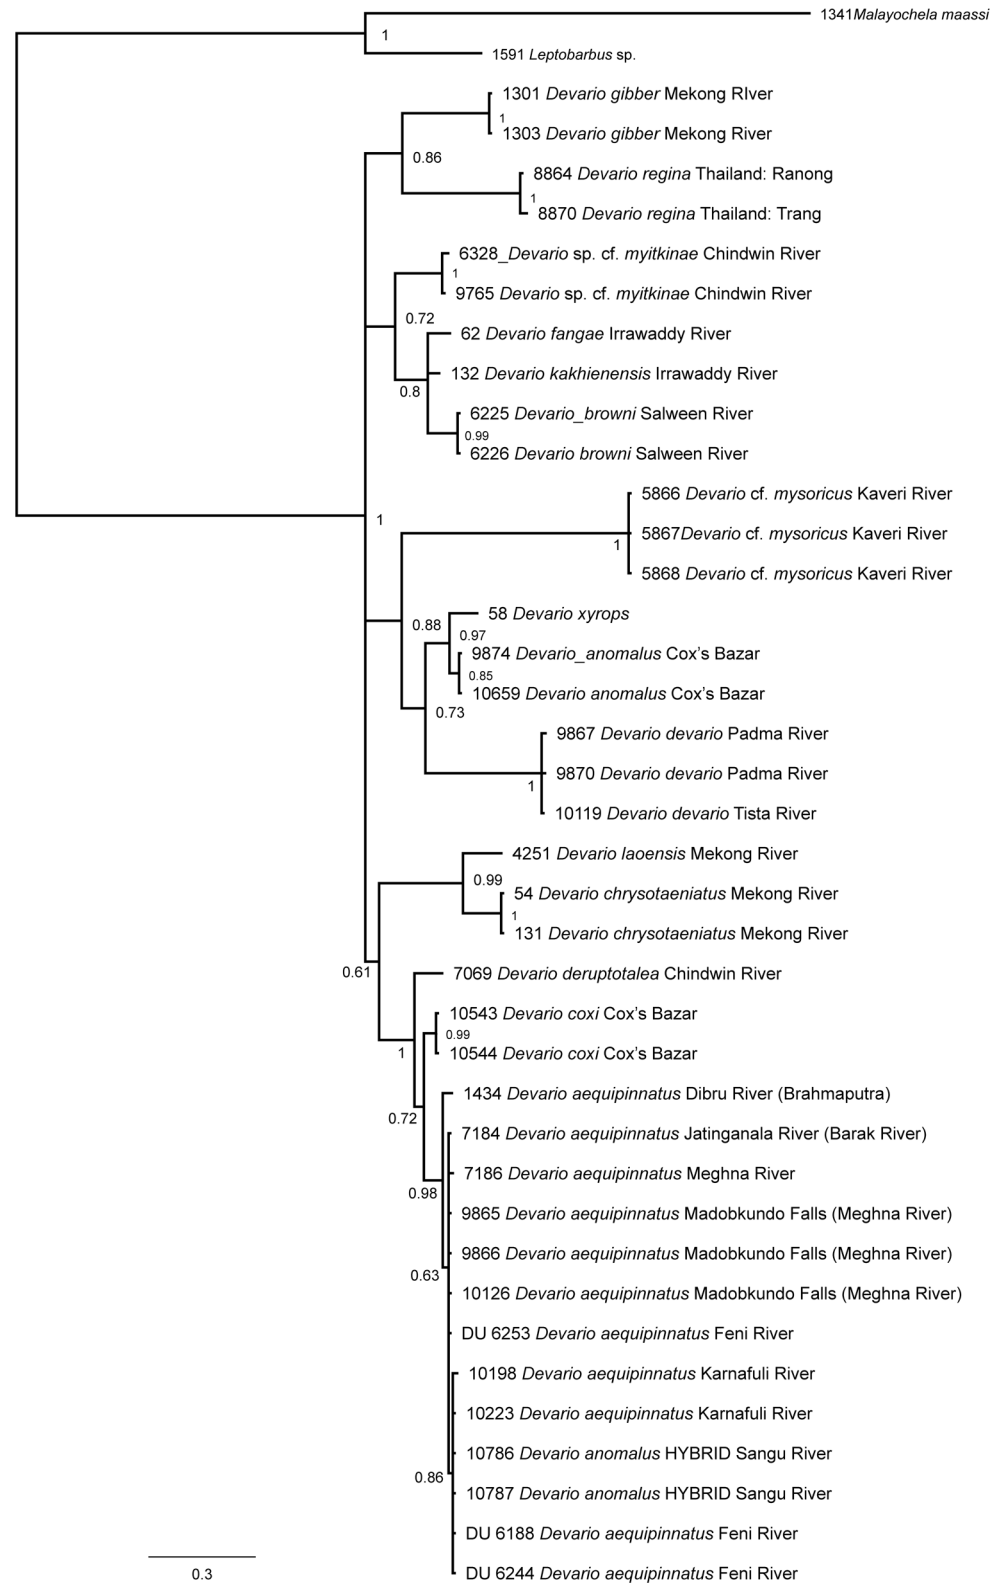 1341Malayochela maassi
1
1591 Leptobarbus sp.
1301 Devario gibber Mekong RIver
1
1303 Devario gibber Mekong River
0.86
8864 Devario regina Thailand: Ranong
1
8870 Devario regina Thailand: Trang
6328_Devario sp. cf. myitkinae Chindwin River
1
9765 Devario sp. cf. myitkinae Chindwin River
0.72
62 Devario fangae Irrawaddy River
132 Devario kakhienensis Irrawaddy River
0.8
6225 Devario_browni Salween River
0.99
6226 Devario browni Salween River
5866 Devario cf. mysoricus Kaveri River
1
5867Devario cf. mysoricus Kaveri River
1
5868 Devario cf. mysoricus Kaveri River
58 Devario xyrops
0.88
0.97
9874 Devario_anomalus Cox's Bazar
0.85
10659 Devario anomalus Cox's Bazar
0.73
9867 Devario devario Padma River
9870 Devario devario Padma River
1
10119 Devario devario Tista River
4251 Devario laoensis Mekong River
0.99
54 Devario chrysotaeniatus Mekong River
1
131 Devario chrysotaeniatus Mekong River
0.61
7069 Devario deruptotalea Chindwin River
10543 Devario coxi Cox's Bazar
0.99
10544 Devario coxi Cox's Bazar
1
1434 Devario aequipinnatus Dibru River (Brahmaputra)
0.72
7184 Devario aequipinnatus Jatinganala River (Barak River)
7186 Devario aequipinnatus Meghna River
0.98
9865 Devario aequipinnatus Madobkundo Falls (Meghna River)
9866 Devario aequipinnatus Madobkundo Falls (Meghna River)
0.63
10126 Devario aequipinnatus Madobkundo Falls (Meghna River)
DU 6253 Devario aequipinnatus Feni River
10198 Devario aequipinnatus Karnafuli River
10223 Devario aequipinnatus Karnafuli River
10786 Devario anomalus HYBRID Sangu River
0.86
10787 Devario anomalus HYBRID Sangu River
DU 6188 Devario aequipinnatus Feni River
DU 6244 Devario aequipinnatus Feni River
0.3